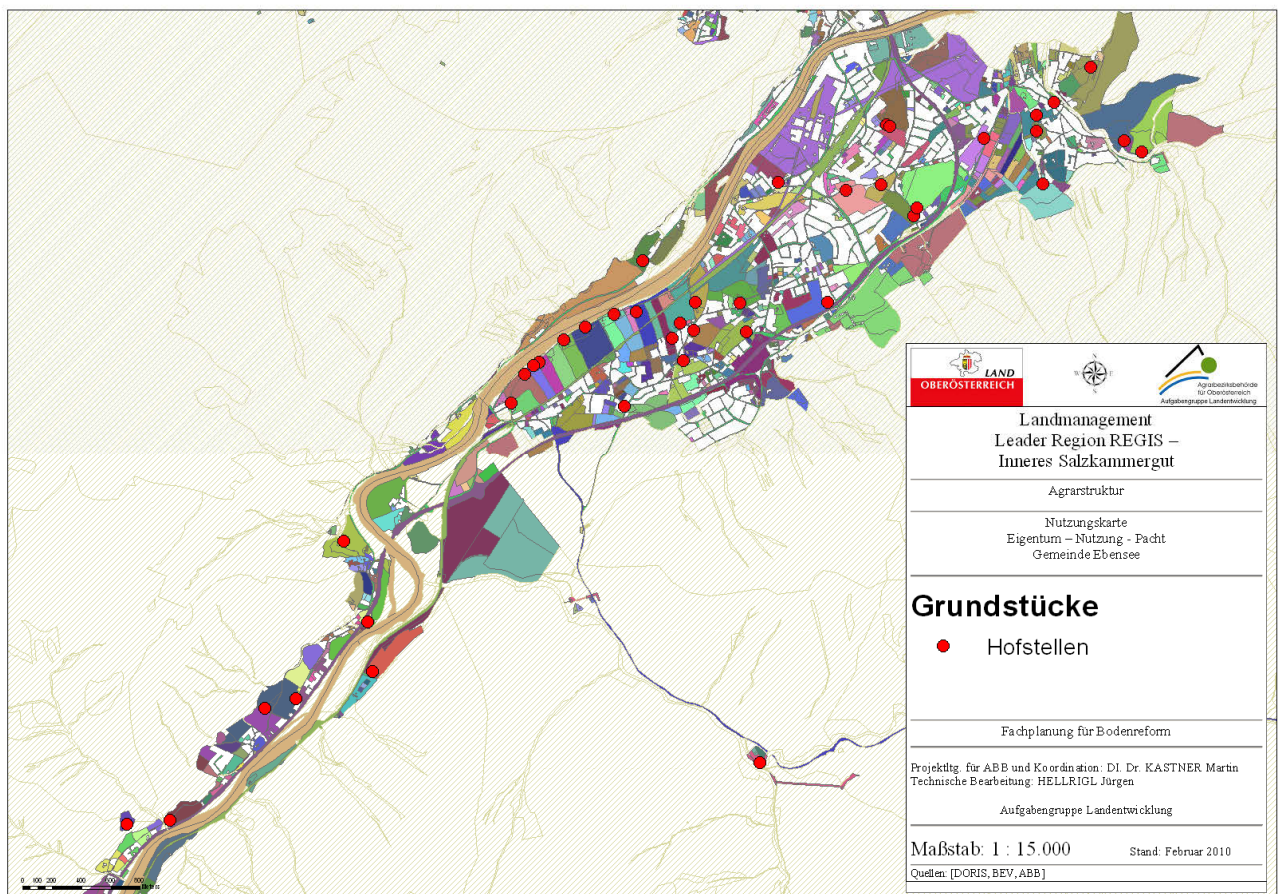 LAND
OBERÖSTERREICH
N
W E
S
Agrarbezirksbehörde
für Oberösterreich
Aufgabengruppe Landentwicklung
Landmanagement
Leader Region REGIS –
Inneres Salzkammergut
Agrarstruktur
Nutzungskarte
Eigentum – Nutzung - Pacht
Gemeinde Ebensee
Grundstücke
Hofstellen
Fachplanung für Bodenreform
Projektltg. für ABB und Koordination: DI. Dr. KASTNER Martin
Technische Bearbeitung: HELLRIGL Jürgen
Aufgabengruppe Landentwicklung
Maßstab: 1 : 15.000 Stand: Februar 2010
Quellen: [DORIS, BEV, ABB]
0 100 200 400 600 800
Meters